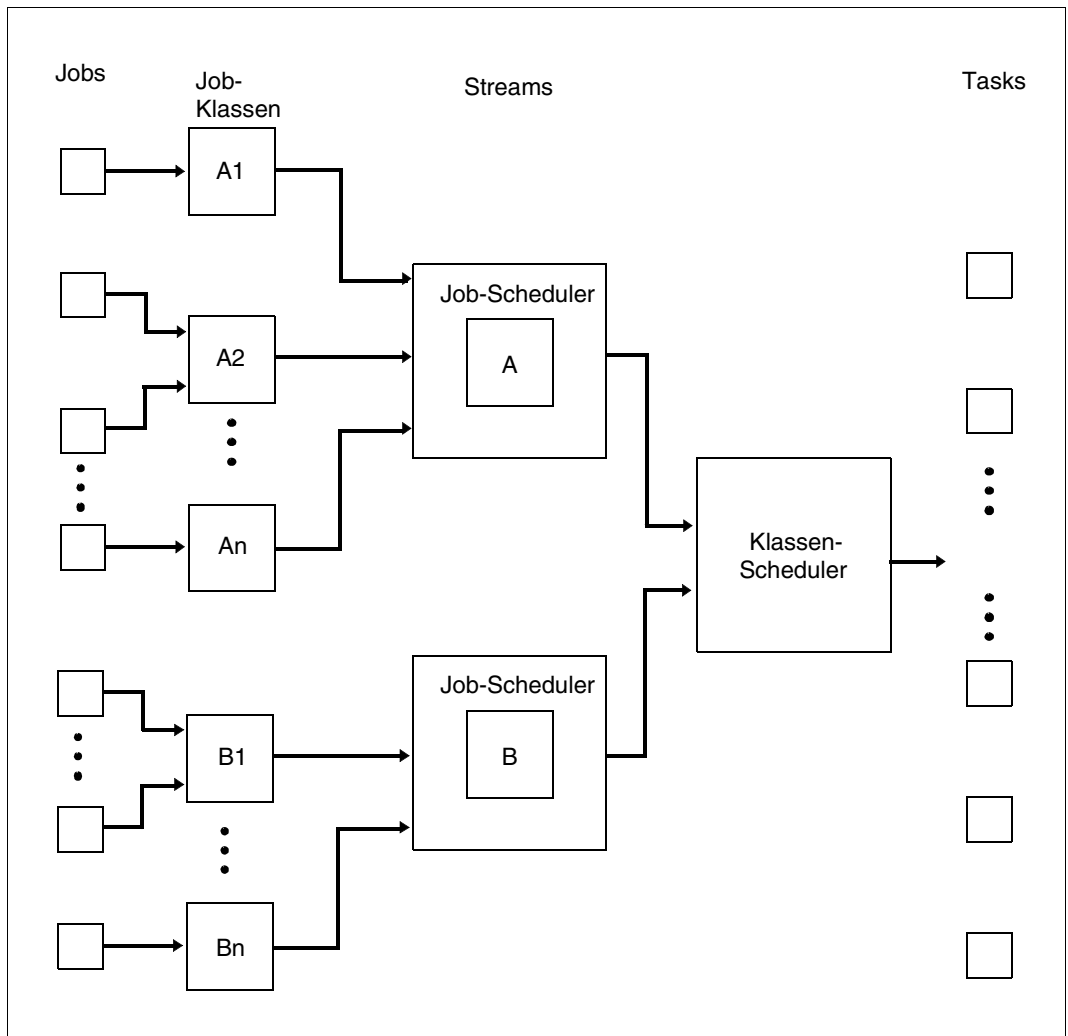 Jobs
Job-
Klassen
Streams
Tasks
A1
Job-Scheduler
A
A2
An
Klassen-
Scheduler
Job-Scheduler
B
B1
Bn